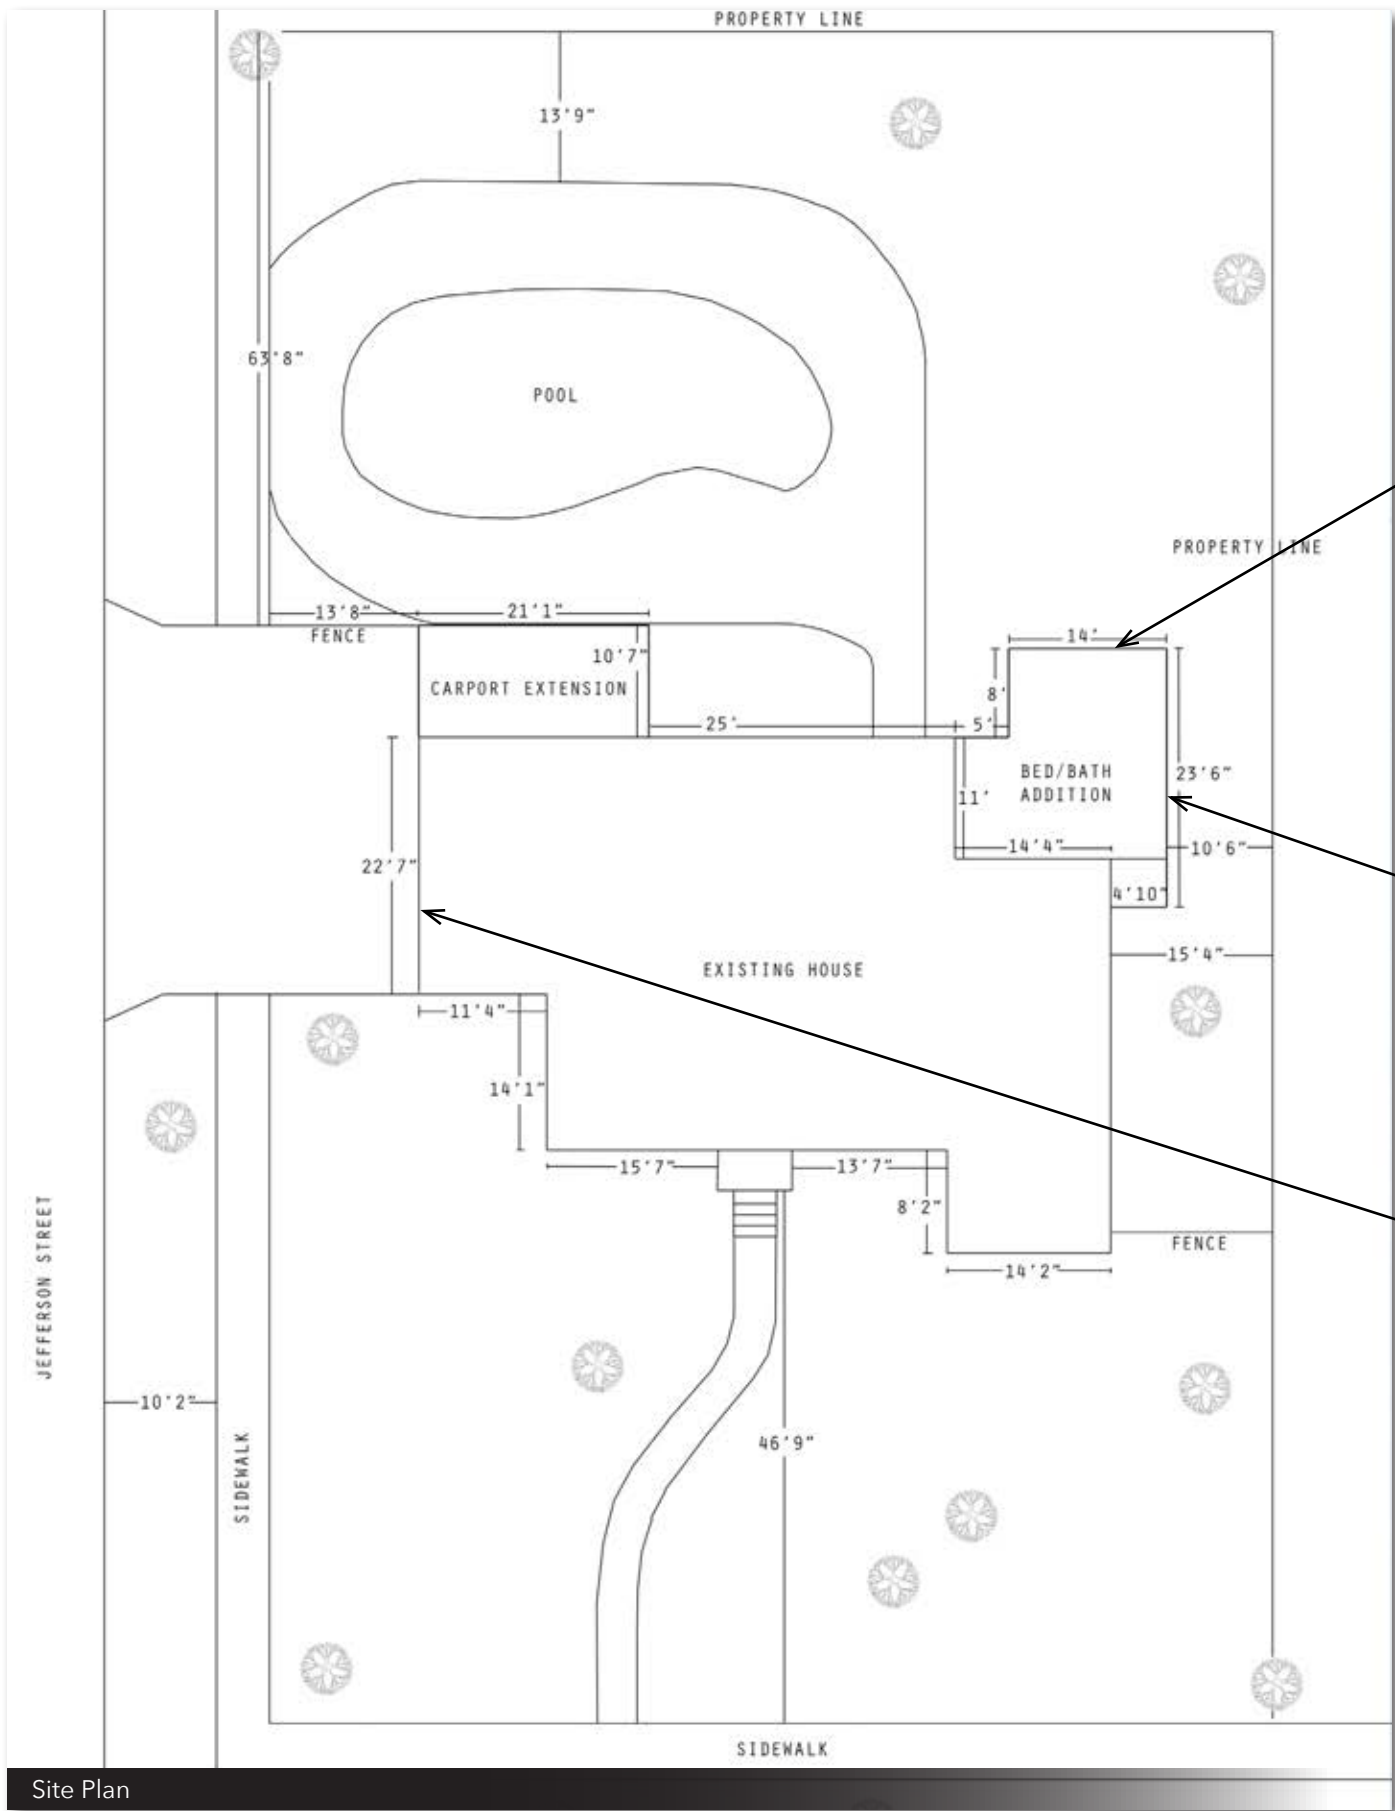 PROPERTY LINE
13'9"
63'8"
POOL
PROPERTY LINE
13'8"
21'1"
FENCE
10'7"
CARPORT EXTENSION
14'
8'
25'
5'
BED/BATH
ADDITION
23'6"
11'
14'4"
10'6"
22'7"
4'10"
15'4"
EXISTING HOUSE
11'4"
14'1"
15'7"
13'7"
8'2"
FENCE
14'2"
JEFFERSON STREET
10'2"
SIDEWALK
46'9"
SIDEWALK
Site Plan